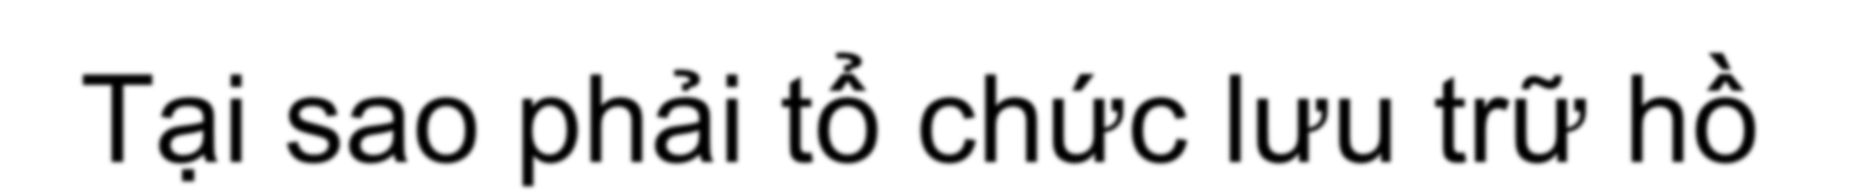 Tại sao phải tổ chức lưu trữ hồ